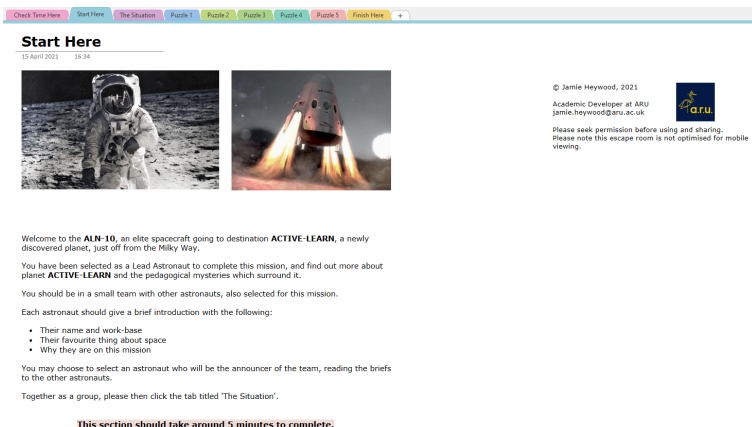 Check Time Here
Start Here
The Situation
Puzzle 1
Puzzle 2
Puzzle 3
Puzzle 4
Puzzle 5
Finish Here
+
Start Here
15 April 2021 16:34
© Jamie Heywood, 2021
Academic Developer at ARU
jamie.heywood@aru.ac.uk
a.r.u.
Please seek permission before using and sharing.
Please note this escape room is not optimised for mobile
viewing.
Welcome to the ALN-10, an elite spacecraft going to destination ACTIVE-LEARN, a newly
discovered planet, just off from the Milky Way.
You have been selected as a Lead Astronaut to complete this mission, and find out more about
planet ACTIVE-LEARN and the pedagogical mysteries which surround it.
You should be in a small team with other astronauts, also selected for this mission.
Each astronaut should give a brief introduction with the following:
• Their name and work-base
• Their favourite thing about space
• Why they are on this mission
You may choose to select an astronaut who will be the announcer of the team, reading the briefs
to the other astronauts.
Together as a group, please then click the tab titled 'The Situation'.
This section should take around 5 minutes to complete.